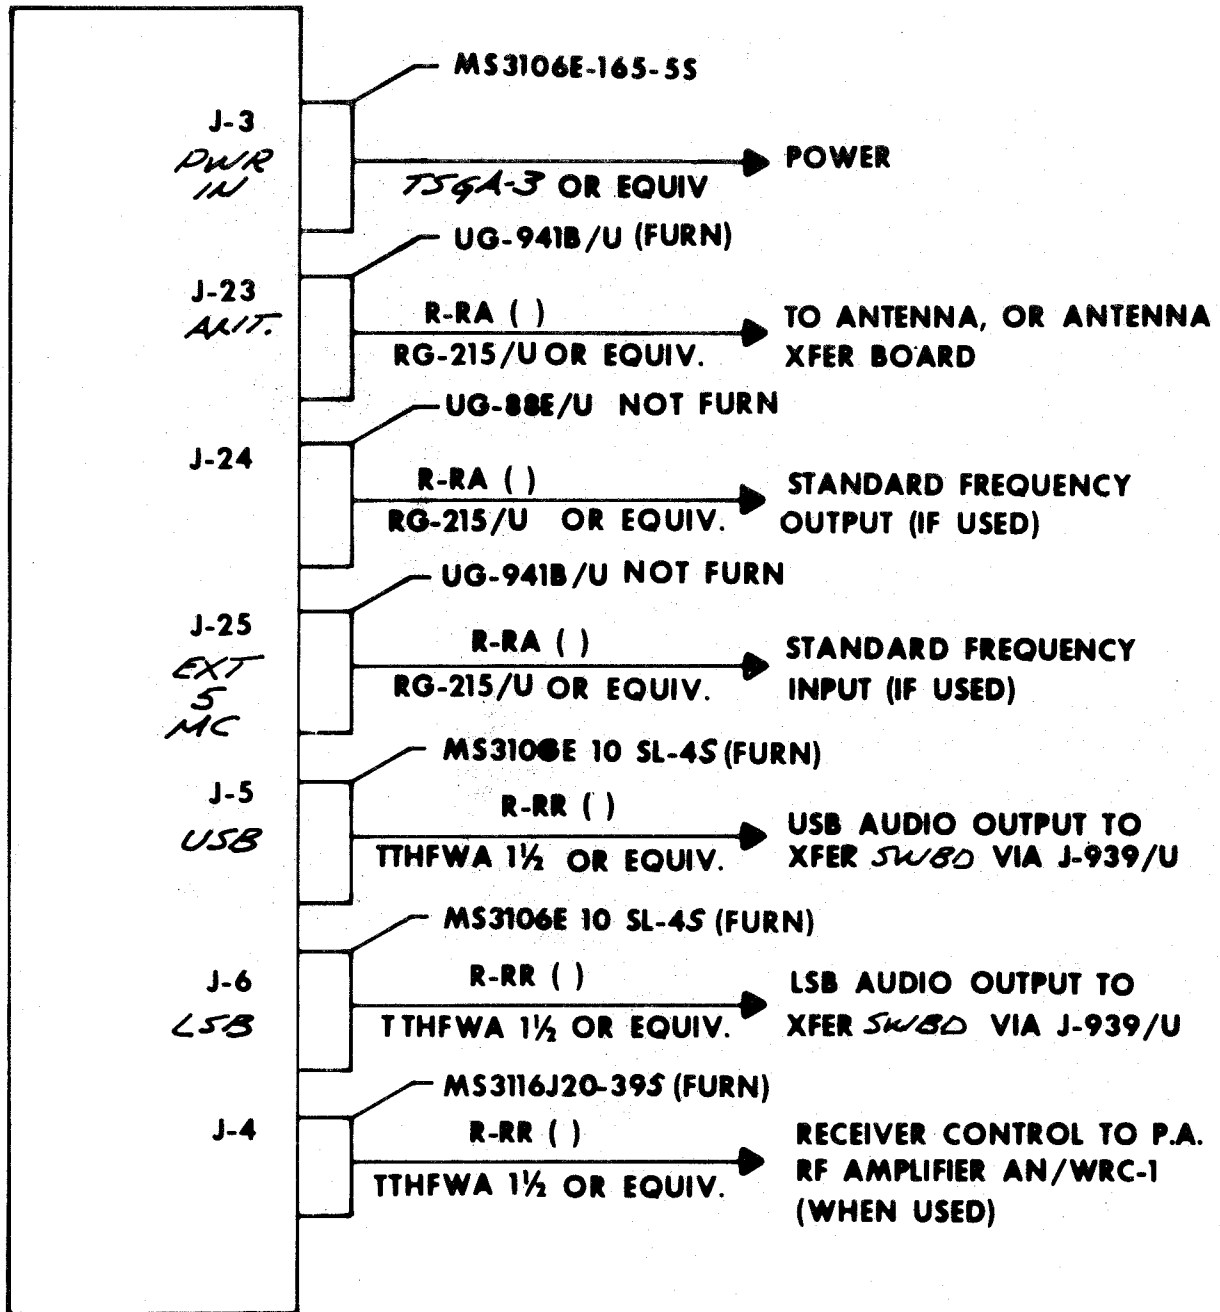 MS3106E-165-5S
J-3
PWR
IN
POWER
TSGA-3 OR EQUIV
UG-941B/U (FURN)
J-23
ANT.
R-RA ( )
RG-215/U OR EQUIV.
TO ANTENNA, OR ANTENNA
XFER BOARD
UG-88E/U NOT FURN
J-24
R-RA ( )
RG-215/U OR EQUIV.
STANDARD FREQUENCY
OUTPUT (IF USED)
UG-941B/U NOT FURN
J-25
EXT
5
MC
R-RA ( )
RG-215/U OR EQUIV.
STANDARD FREQUENCY
INPUT (IF USED)
MS3106E 10 SL-4S (FURN)
J-5
USB
R-RR ( )
TTHFWA 1½ OR EQUIV.
USB AUDIO OUTPUT TO
XFER SWBD VIA J-939/U
MS3106E 10 SL-4S (FURN)
J-6
LSB
R-RR ( )
TTHFWA 1½ OR EQUIV.
LSB AUDIO OUTPUT TO
XFER SWBD VIA J-939/U
MS3116J20-39S (FURN)
J-4
R-RR ( )
TTHFWA 1½ OR EQUIV.
RECEIVER CONTROL TO P.A.
RF AMPLIFIER AN/WRC-1
(WHEN USED)